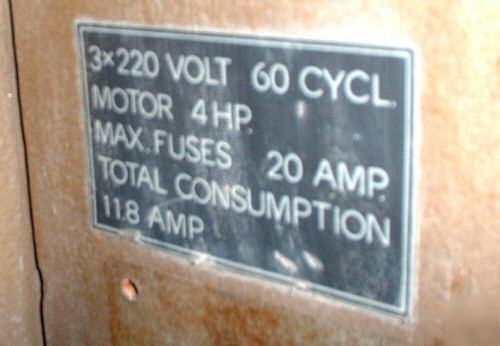 3×220 VOLT 60 CYCL.
MOTOR 4 HP.
MAX. FUSES 20 AMP.
TOTAL CONSUMPTION
11.8 AMP